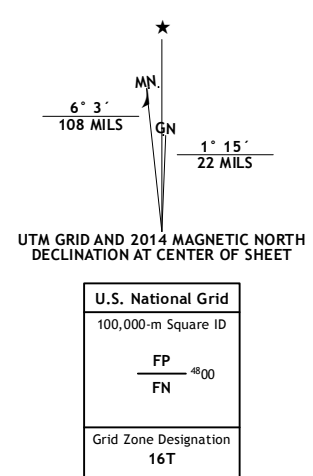 ★
MN
6° 3´
108 MILS
GN
1° 15´
22 MILS
UTM GRID AND 2014 MAGNETIC NORTH
DECLINATION AT CENTER OF SHEET
U.S. National Grid
100,000-m Square ID
FP
4800
FN
Grid Zone Designation
16T